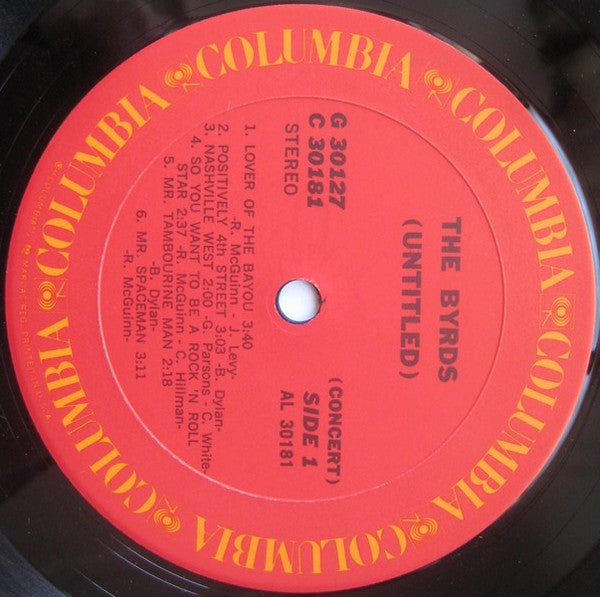 COLUMBIA COLUMBIA COLUMBIA COLUMBIA COLUMBIA COLUMBIA
THE BYRDS
(UNTITLED)
G 30127
C 30181
STEREO
(CONCERT)
SIDE 1
AL 30181
1. LOVER OF THE BAYOU 3:40
-R. McGuinn - J. Levy-
2. POSITIVELY 4th STREET 3:03 -B. Dylan-
3. NASHVILLE WEST 2:00 -G. Parsons - C. White-
4. SO YOU WANT TO BE A ROCK 'N ROLL
STAR 2:37 -R. McGuinn - C. Hillman-
5. MR. TAMBOURINE MAN 2:18
-B. Dylan-
6. MR. SPACEMAN 3:11
-R. McGuinn-